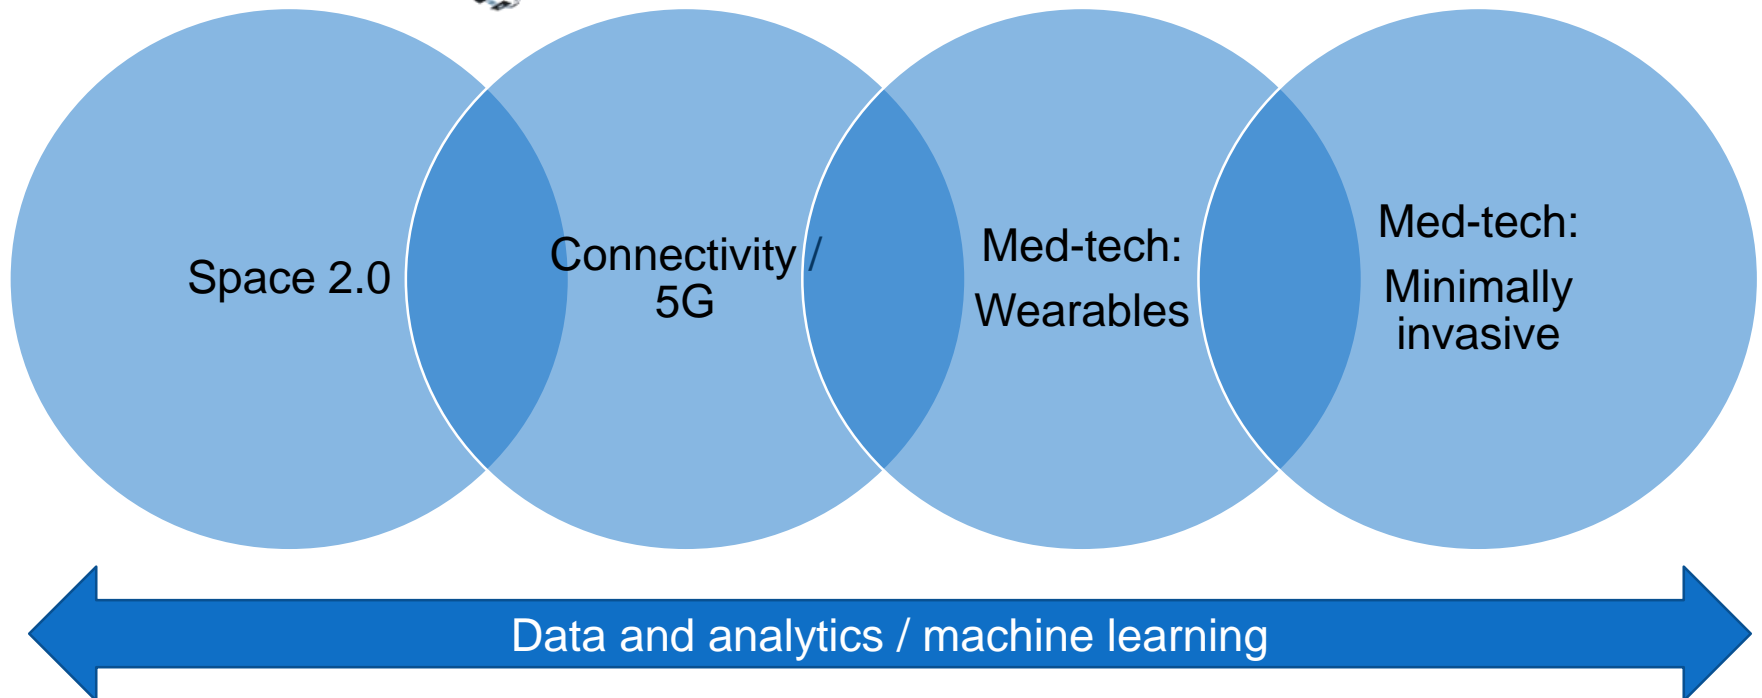 Space 2.0
Connectivity /
5G
Med-tech:
Wearables
Med-tech:
Minimally
invasive
Data and analytics / machine learning